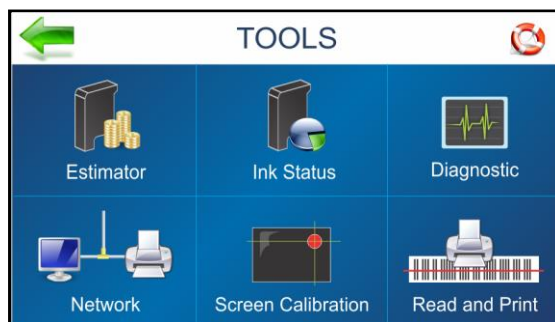 TOOLS
Estimator
Ink Status
Diagnostic
Network
Screen Calibration
Read and Print